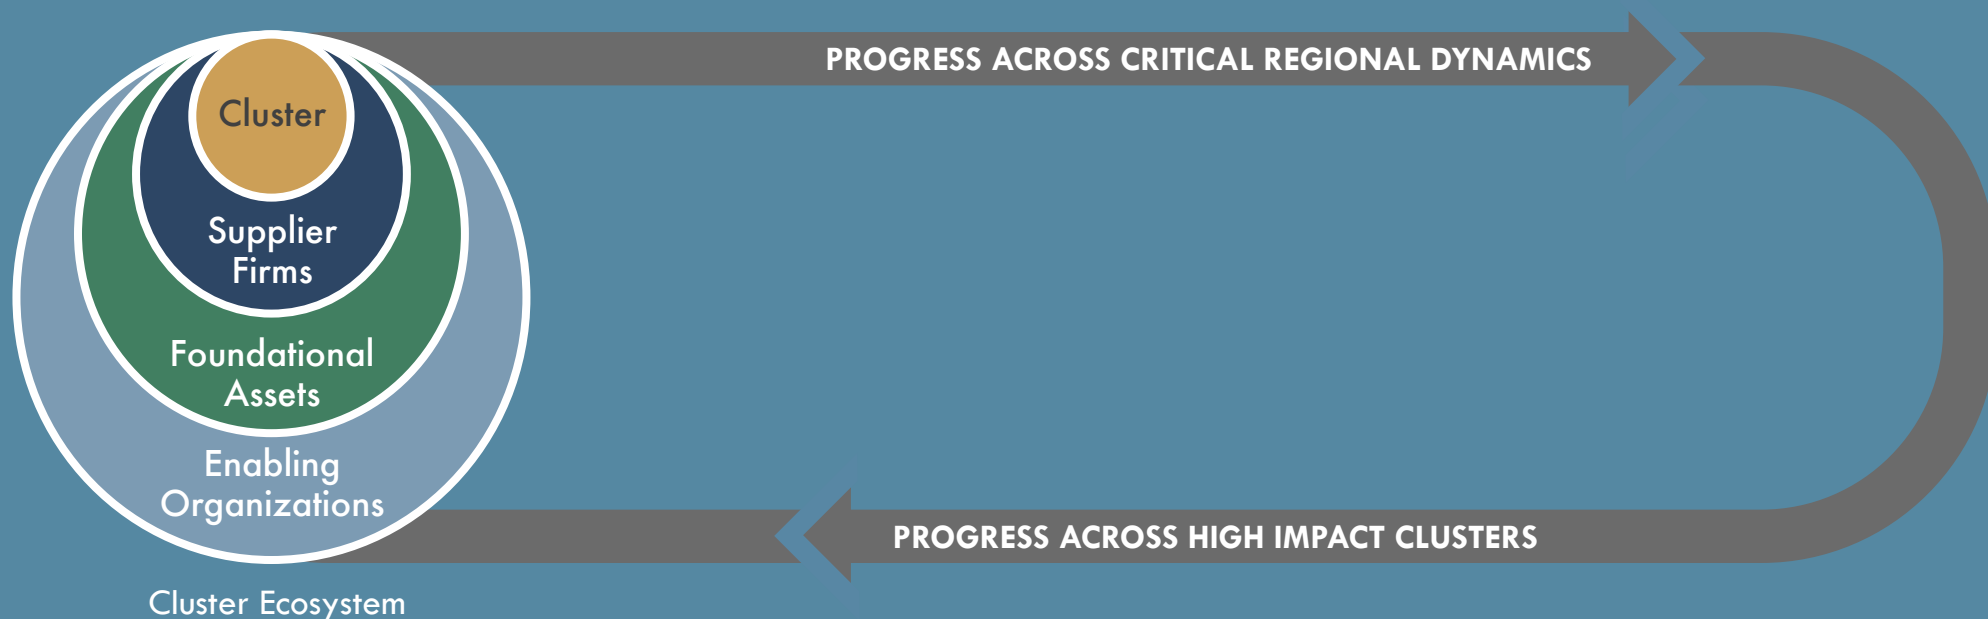 PROGRESS ACROSS CRITICAL REGIONAL DYNAMICS
Cluster
Supplier
Firms
Foundational
Assets
Enabling
Organizations
PROGRESS ACROSS HIGH IMPACT CLUSTERS
Cluster Ecosystem